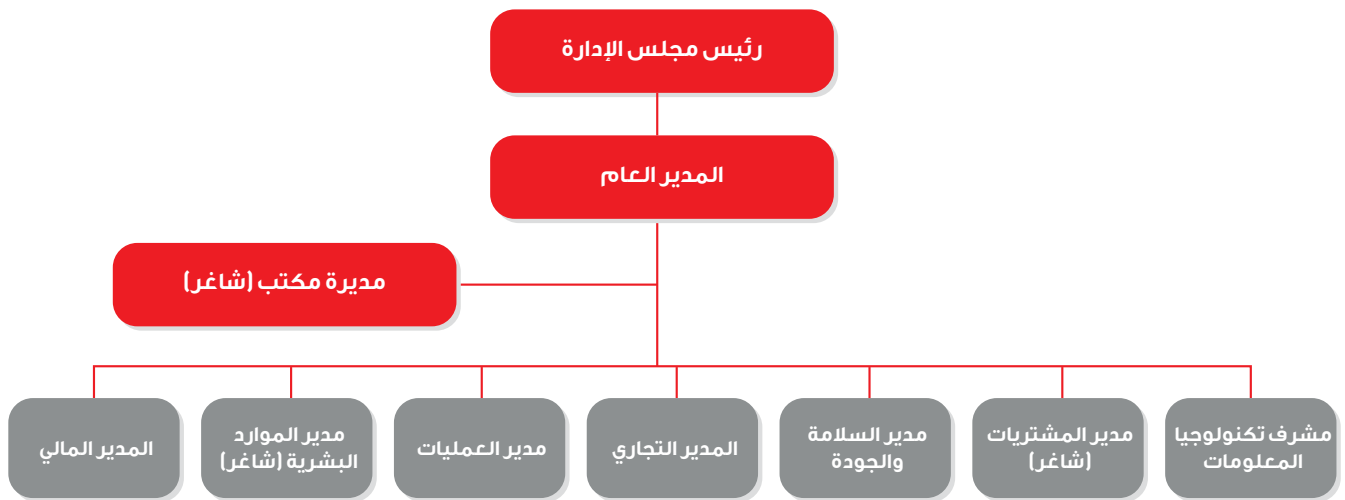 رئيس مجلس الإدارة
المدير العام
مديرة مكتب (شاغر)
مشرف تكنولوجيا
المعلومات
مدير المشتريات
(شاغر)
مدير السلامة
والجودة
المدير التجاري
مدير العمليات
مدير الموارد
البشرية (شاغر)
المدير المالي